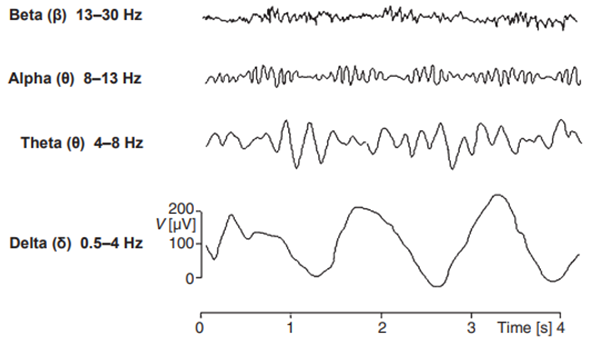 Beta (β) 13–30 Hz
Alpha (θ) 8–13 Hz
Theta (θ) 4–8 Hz
Delta (δ) 0.5–4 Hz
200
V [µV]
100
0
0 1 2 3 Time [s] 4